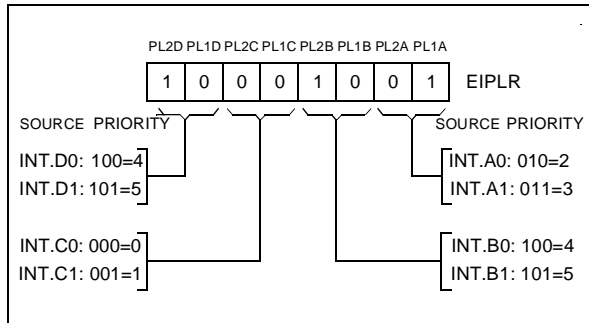 PL2D PL1D PL2C PL1C PL2B PL1B PL2A PL1A
1 0 0 0 1 0 0 1 EIPLR
SOURCE PRIORITY
INT.D0: 100=4
INT.D1: 101=5
INT.C0: 000=0
INT.C1: 001=1
SOURCE PRIORITY
INT.A0: 010=2
INT.A1: 011=3
INT.B0: 100=4
INT.B1: 101=5